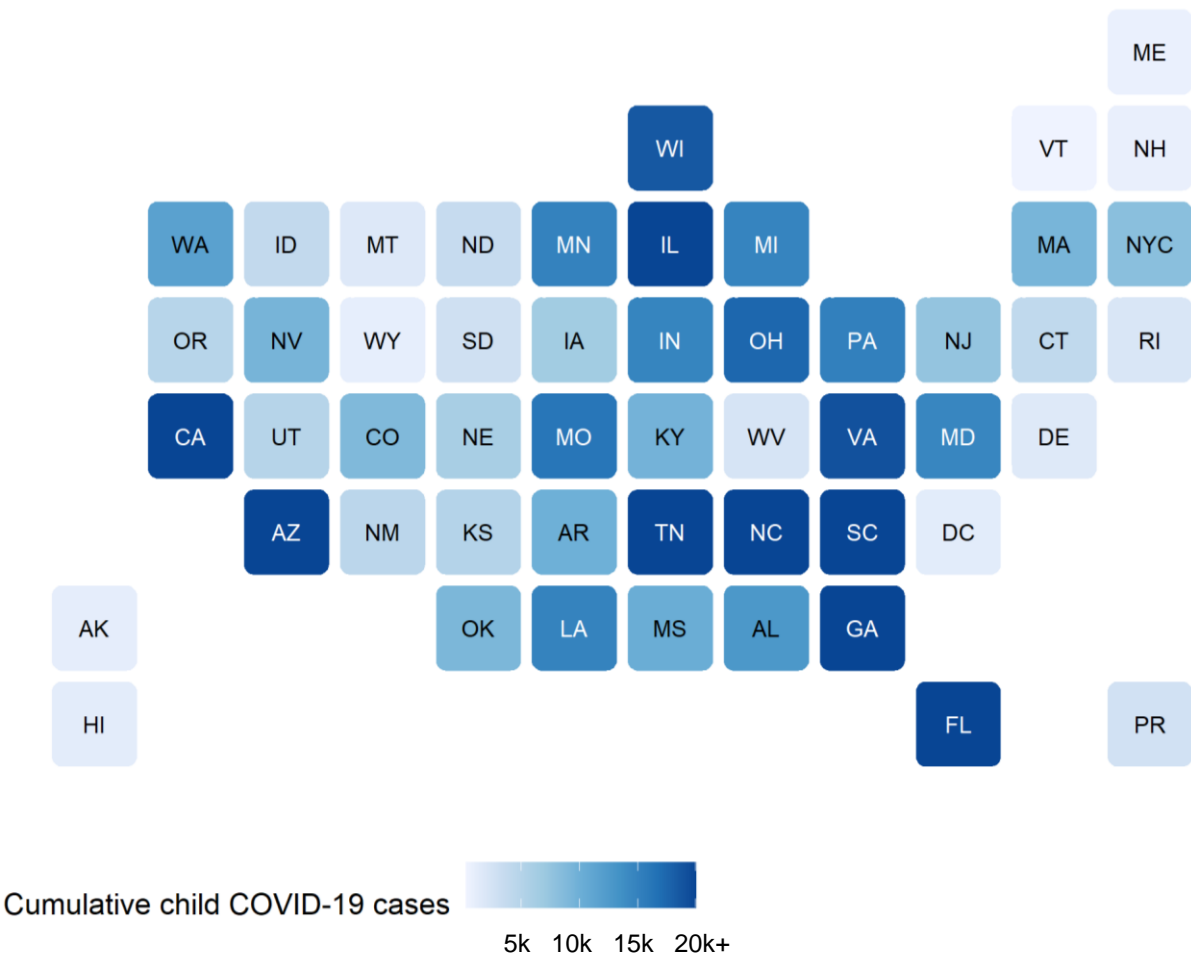 ME
WI VT NH
WA ID MT ND MN IL MI MA NYC
OR NV WY SD IA IN OH PA NJ CT RI
CA UT CO NE MO KY WV VA MD DE
AZ NM KS AR TN NC SC DC
AK OK LA MS AL GA
HI FL PR
Cumulative child COVID-19 cases
5k 10k 15k 20k+